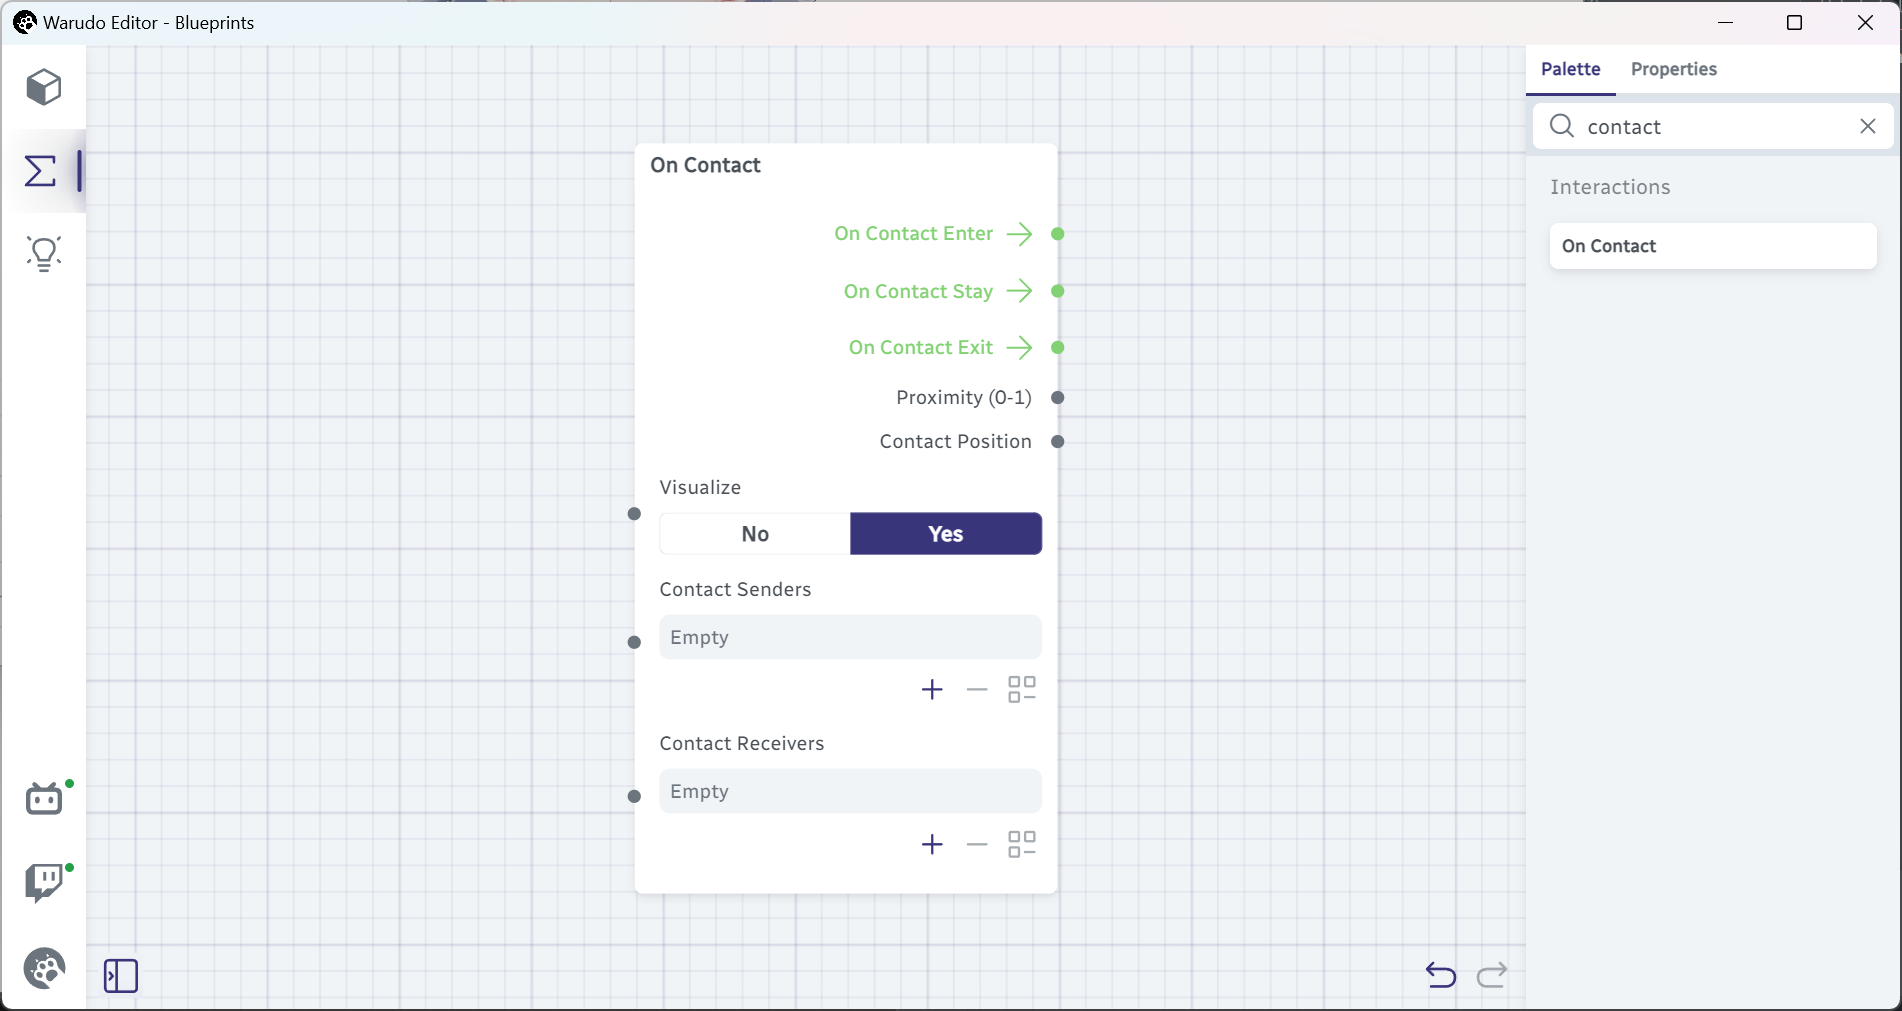 Warudo Editor - Blueprints
Palette
Properties
contact
Interactions
On Contact
On Contact
On Contact Enter
On Contact Stay
On Contact Exit
Proximity (0-1)
Contact Position
Visualize
No
Yes
Contact Senders
Empty
Contact Receivers
Empty